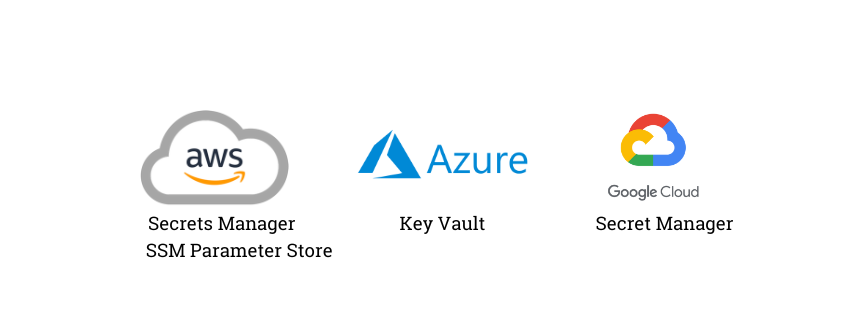 aws
Azure
Google Cloud
Secrets Manager
Key Vault
Secret Manager
SSM Parameter Store